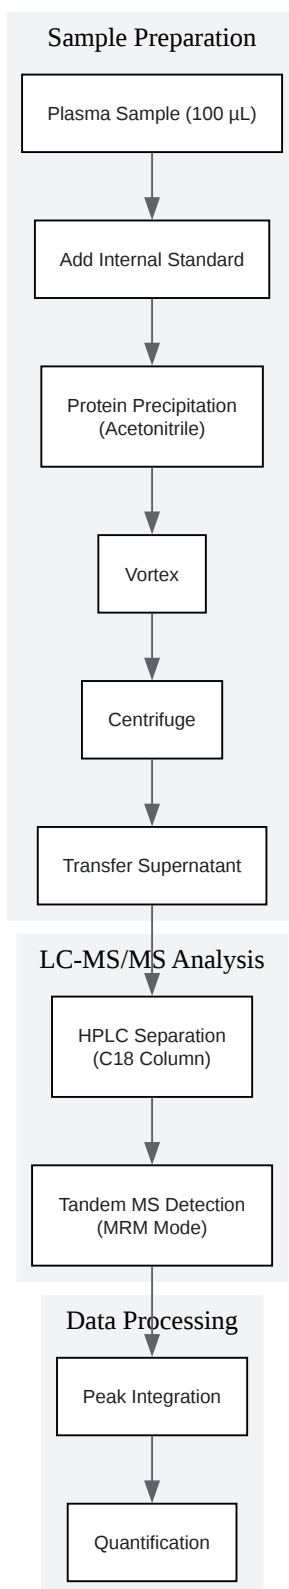 Sample Preparation
Plasma Sample (100 µL)
Add Internal Standard
Protein Precipitation
(Acetonitrile)
Vortex
Centrifuge
Transfer Supernatant
LC-MS/MS Analysis
HPLC Separation
(C18 Column)
Tandem MS Detection
(MRM Mode)
Data Processing
Peak Integration
Quantification